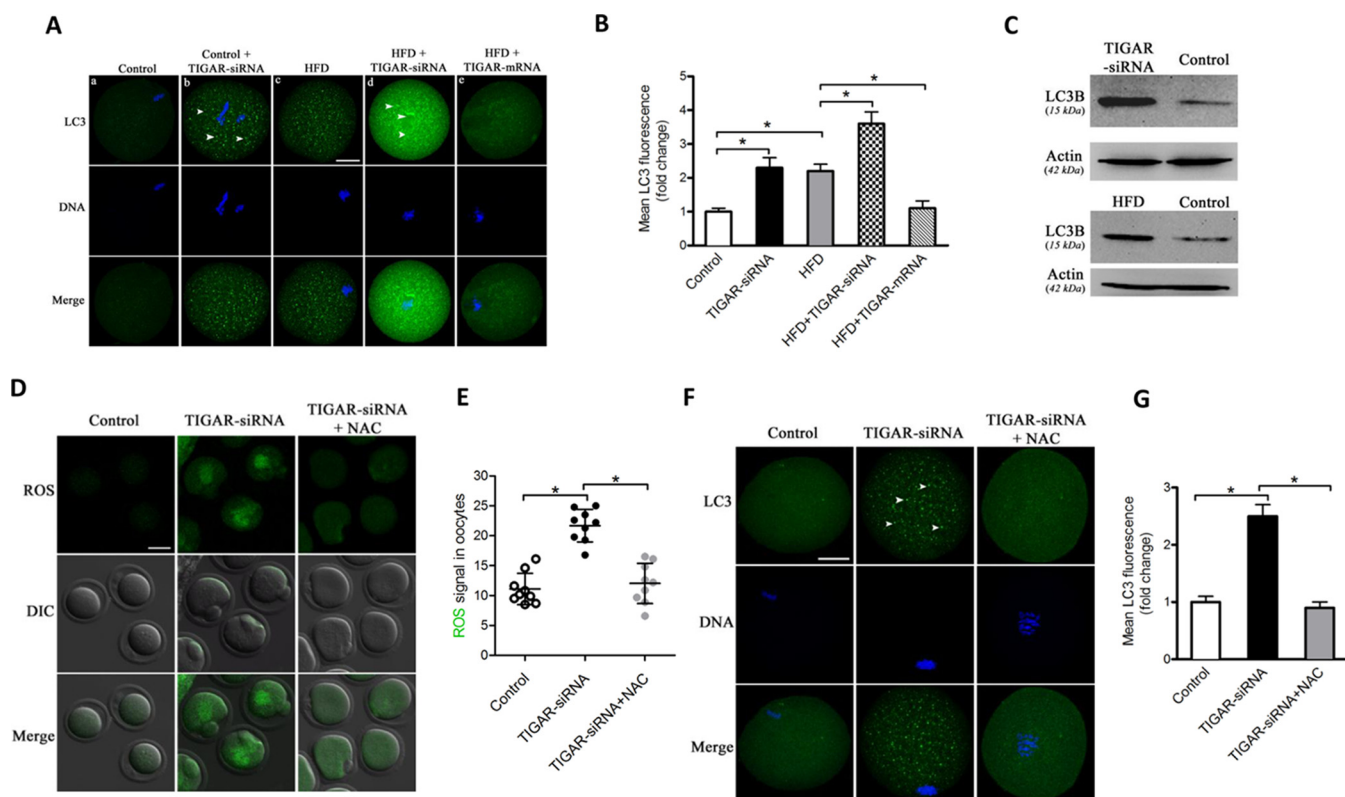 A
Control
Control +
TIGAR-siRNA
HFD
HFD +
TIGAR-siRNA
HFD +
TIGAR-mRNA
a
b
c
d
e
LC3
DNA
Merge
B
Mean LC3 fluorescence
(fold change)
5
4
3
2
1
0
*
*
*
*
Control
TIGAR-siRNA
HFD
HFD+TIGAR-siRNA
HFD+TIGAR-mRNA
C
TIGAR
-siRNA
Control
LC3B
(15 kDa)
Actin
(42 kDa)
HFD
Control
LC3B
(15 kDa)
Actin
(42 kDa)
D
Control
TIGAR-siRNA
TIGAR-siRNA
+ NAC
ROS
DIC
Merge
E
ROS signal in oocytes
30
25
20
15
10
5
0
*
*
Control
TIGAR-siRNA
TIGAR-siRNA+NAC
F
Control
TIGAR-siRNA
TIGAR-siRNA
+ NAC
LC3
DNA
Merge
G
Mean LC3 fluorescence
(fold change)
3
2
1
0
*
*
Control
TIGAR-siRNA
TIGAR-siRNA+NAC